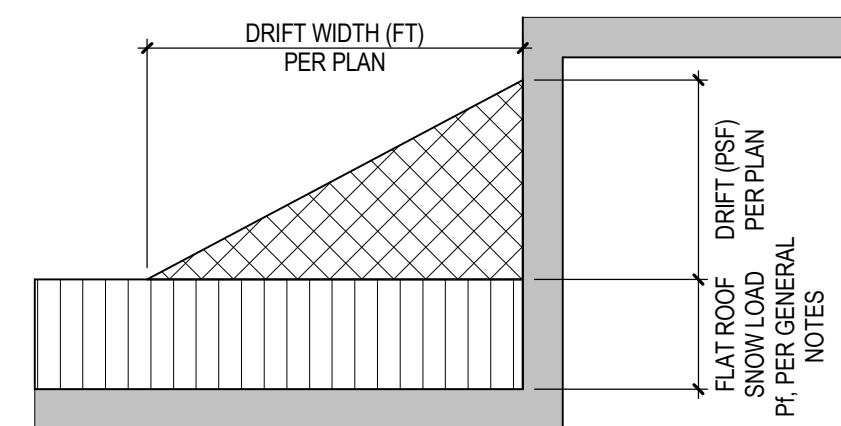 DRIFT WIDTH (FT)
PER PLAN
DRIFT (PSF)
PER PLAN
FLAT ROOF
SNOW LOAD
Pf, PER GENERAL
NOTES